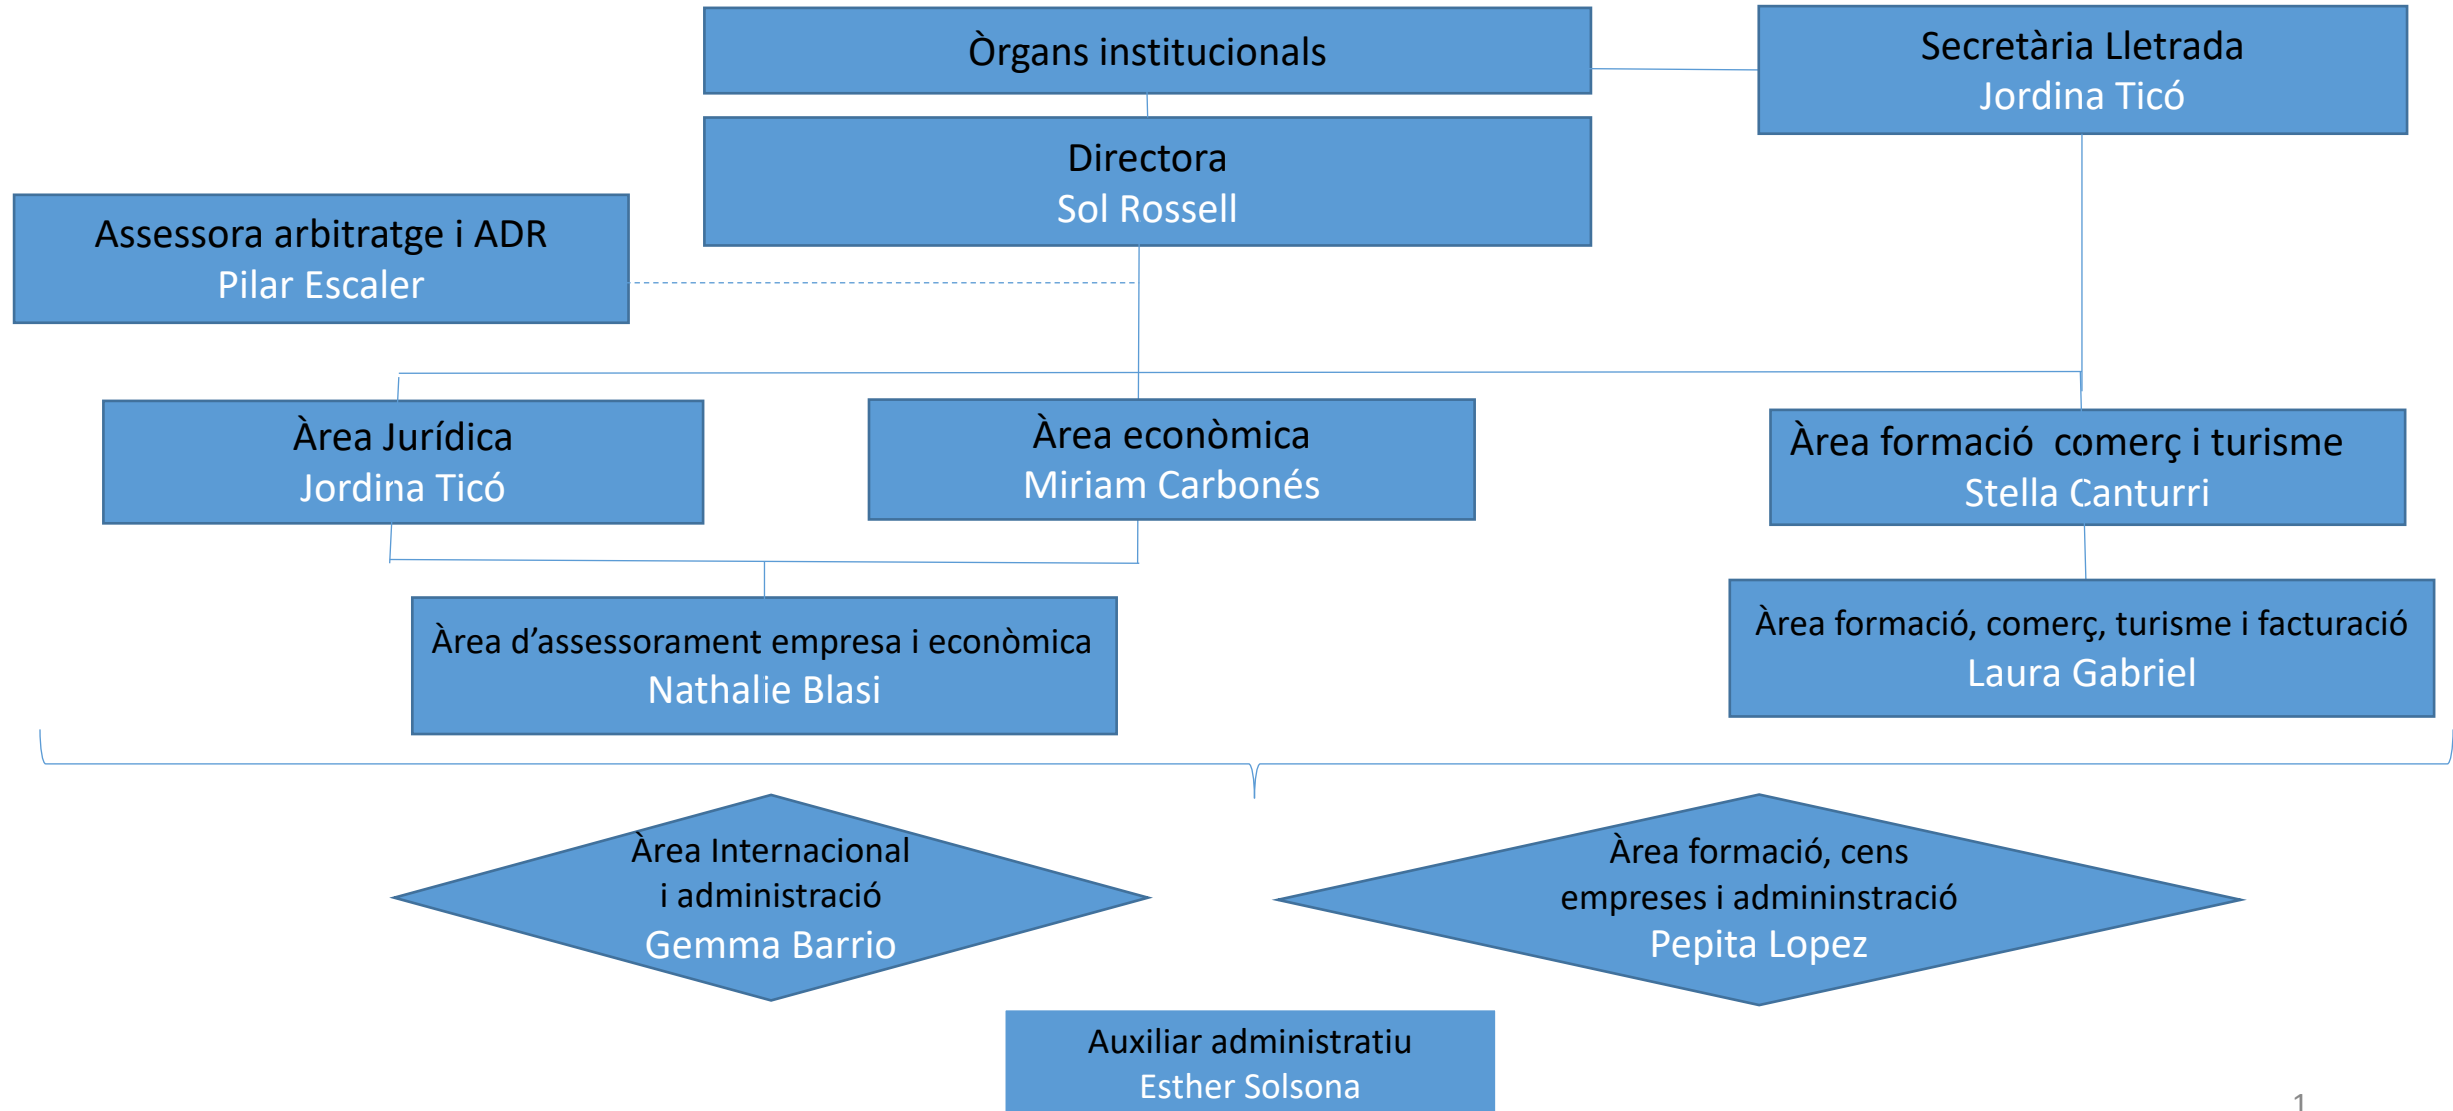 Òrgans institucionals
Secretària Lletrada
Jordina Ticó
Directora
Sol Rossell
Assessora arbitratge i ADR
Pilar Escaler
Àrea Jurídica
Jordina Ticó
Àrea econòmica
Miriam Carbonés
Àrea formació  comerç i turisme
Stella Canturri
Àrea d’assessorament empresa i econòmica
Nathalie Blasi
Àrea formació, comerç, turisme i facturació
Laura Gabriel
Àrea Internacional
i administració
Gemma Barrio
Àrea formació, cens
empreses i admininstració
Pepita Lopez
Auxiliar administratiu
Esther Solsona
1